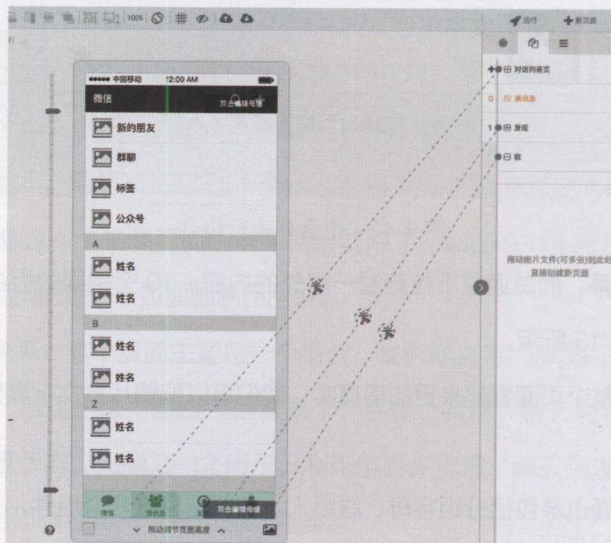 100%
运行
新页面
中国移动 12:00 AM
微信
双击编辑母版
新的朋友
群聊
标签
公众号
A
姓名
姓名
B
姓名
姓名
Z
姓名
姓名
微信
通讯录
双击编辑母版
拖动调节页面高度
对话列表页
0 通讯录
1 发现
我
拖动图片文件(可多张)到此处
直接创建新页面